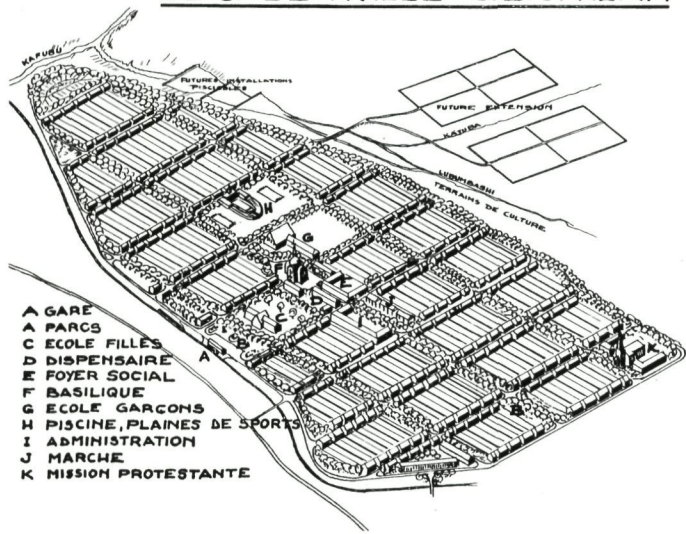 KAFUBU
FUTURES INSTALLATIONS
PISCICOLES
FUTURE EXTENSION
KATUBA
LUBUMBASHI
TERRAINS DE CULTURE
H
G
F
E
D
I
C
B
A
K
B
A GARE
A PARCS
C ECOLE FILLES
D DISPENSAIRE
E FOYER SOCIAL
F BASILIQUE
G ECOLE GARÇONS
H PISCINE, PLAINES DE SPORTS
I ADMINISTRATION
J MARCHE
K MISSION PROTESTANTE